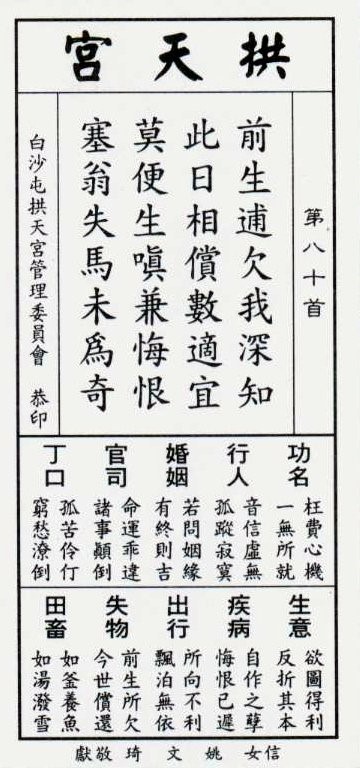 拱天宮
第八十首
前生逋欠我深知
此日相償數適宜
莫便生嗔兼悔恨
塞翁失馬未爲奇
白沙屯拱天宮管理委員會 恭印
功名
枉費心機
一無所就
行人
音信虛無
孤蹤寂寞
婚姻
若問姻緣
有終則吉
官司
命運乖違
諸事顛倒
丁口
孤苦伶仃
窮愁潦倒
生意
欲圖得利
反折其本
疾病
自作之孽
悔恨已遲
出行
所向不利
飄泊無依
失物
前生所欠
今世償還
田畜
如釜養魚
如湯潑雪
信女 姚文琦 敬獻